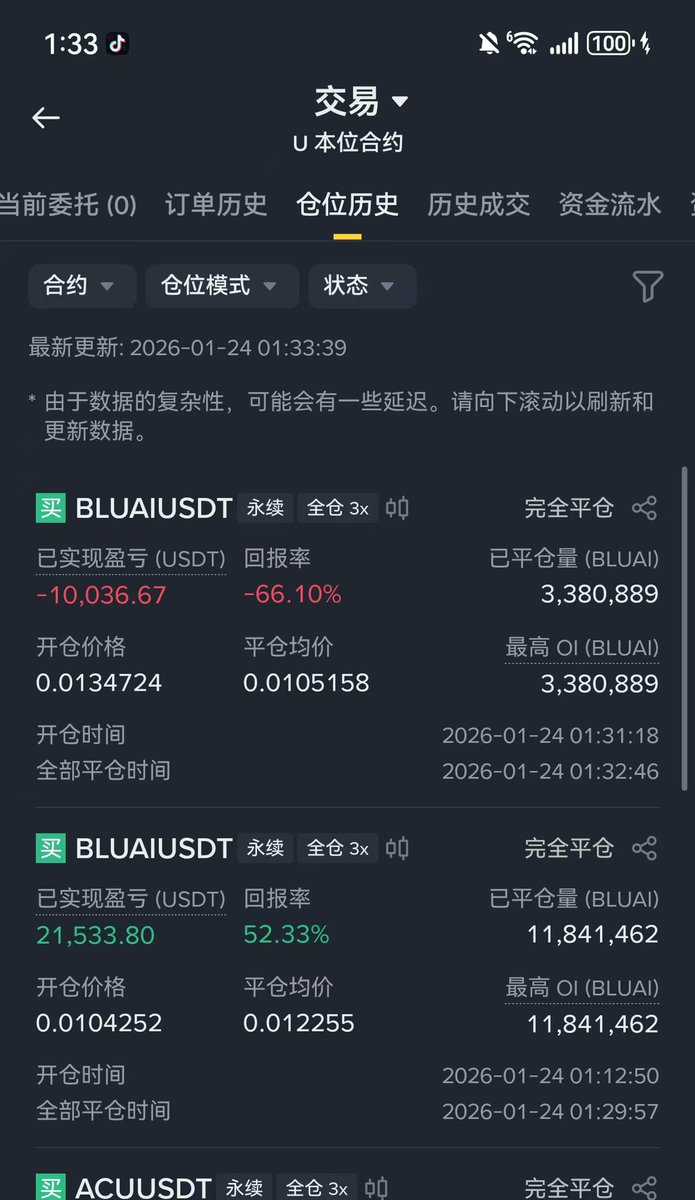 1:33
6
100
交易
U 本位合约
当前委托 (0) 订单历史 仓位历史 历史成交 资金流水
合约 仓位模式 状态
最新更新: 2026-01-24 01:33:39
* 由于数据的复杂性，可能会有一些延迟。请向下滚动以刷新和
更新数据。
买 BLUAIUSDT 永续 全仓 3x 完全平仓
已实现盈亏 (USDT) 回报率 已平仓量 (BLUAI)
-10,036.67 -66.10% 3,380,889
开仓价格 平仓均价 最高 OI (BLUAI)
0.0134724 0.0105158 3,380,889
开仓时间 2026-01-24 01:31:18
全部平仓时间 2026-01-24 01:32:46
买 BLUAIUSDT 永续 全仓 3x 完全平仓
已实现盈亏 (USDT) 回报率 已平仓量 (BLUAI)
21,533.80 52.33% 11,841,462
开仓价格 平仓均价 最高 OI (BLUAI)
0.0104252 0.012255 11,841,462
开仓时间 2026-01-24 01:12:50
全部平仓时间 2026-01-24 01:29:57
买 ACUUSDT 永续 全仓 3x 完全平仓